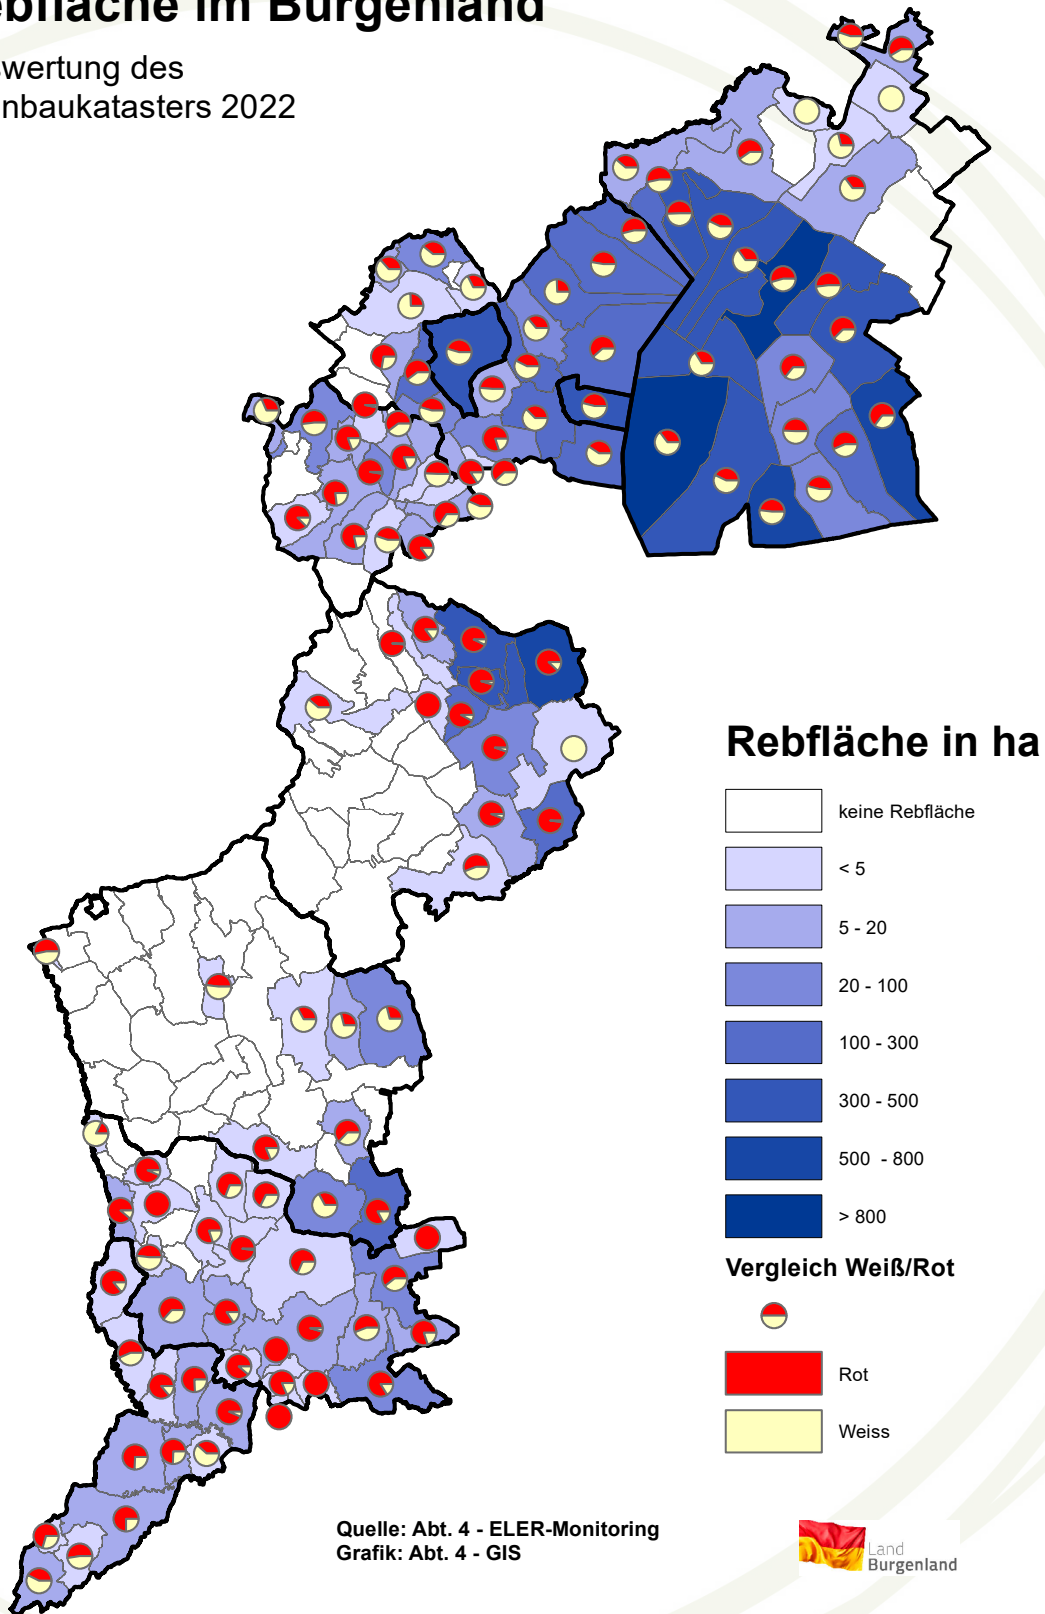 ebfläche im Burgenland
swertung des
nbaukatasters 2022
Rebfläche in ha
keine Rebfläche
< 5
5 - 20
20 - 100
100 - 300
300 - 500
500 - 800
> 800
Vergleich Weiß/Rot
Rot
Weiss
Quelle: Abt. 4 - ELER-Monitoring
Grafik: Abt. 4 - GIS
Land
Burgenland